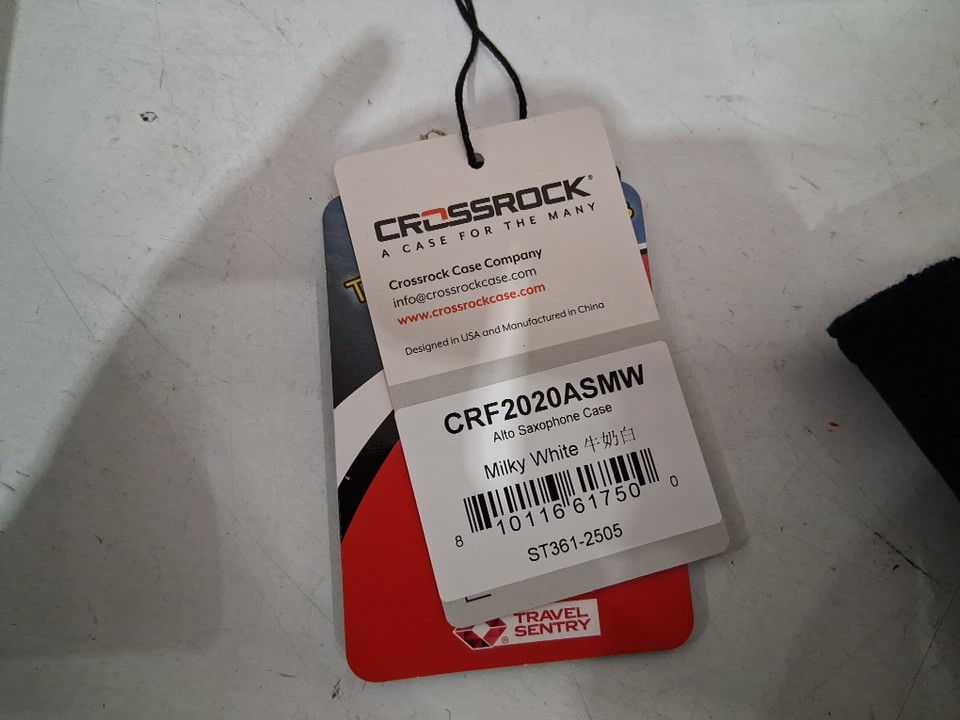 CROSSROCK®
A CASE FOR THE MANY
Crossrock Case Company
info@crossrockcase.com
www.crossrockcase.com
Designed in USA and Manufactured in China
CRF2020ASMW
Alto Saxophone Case
Milky White 牛奶白
8 10116 61750 0
ST361-2505
TRAVEL
SENTRY
®